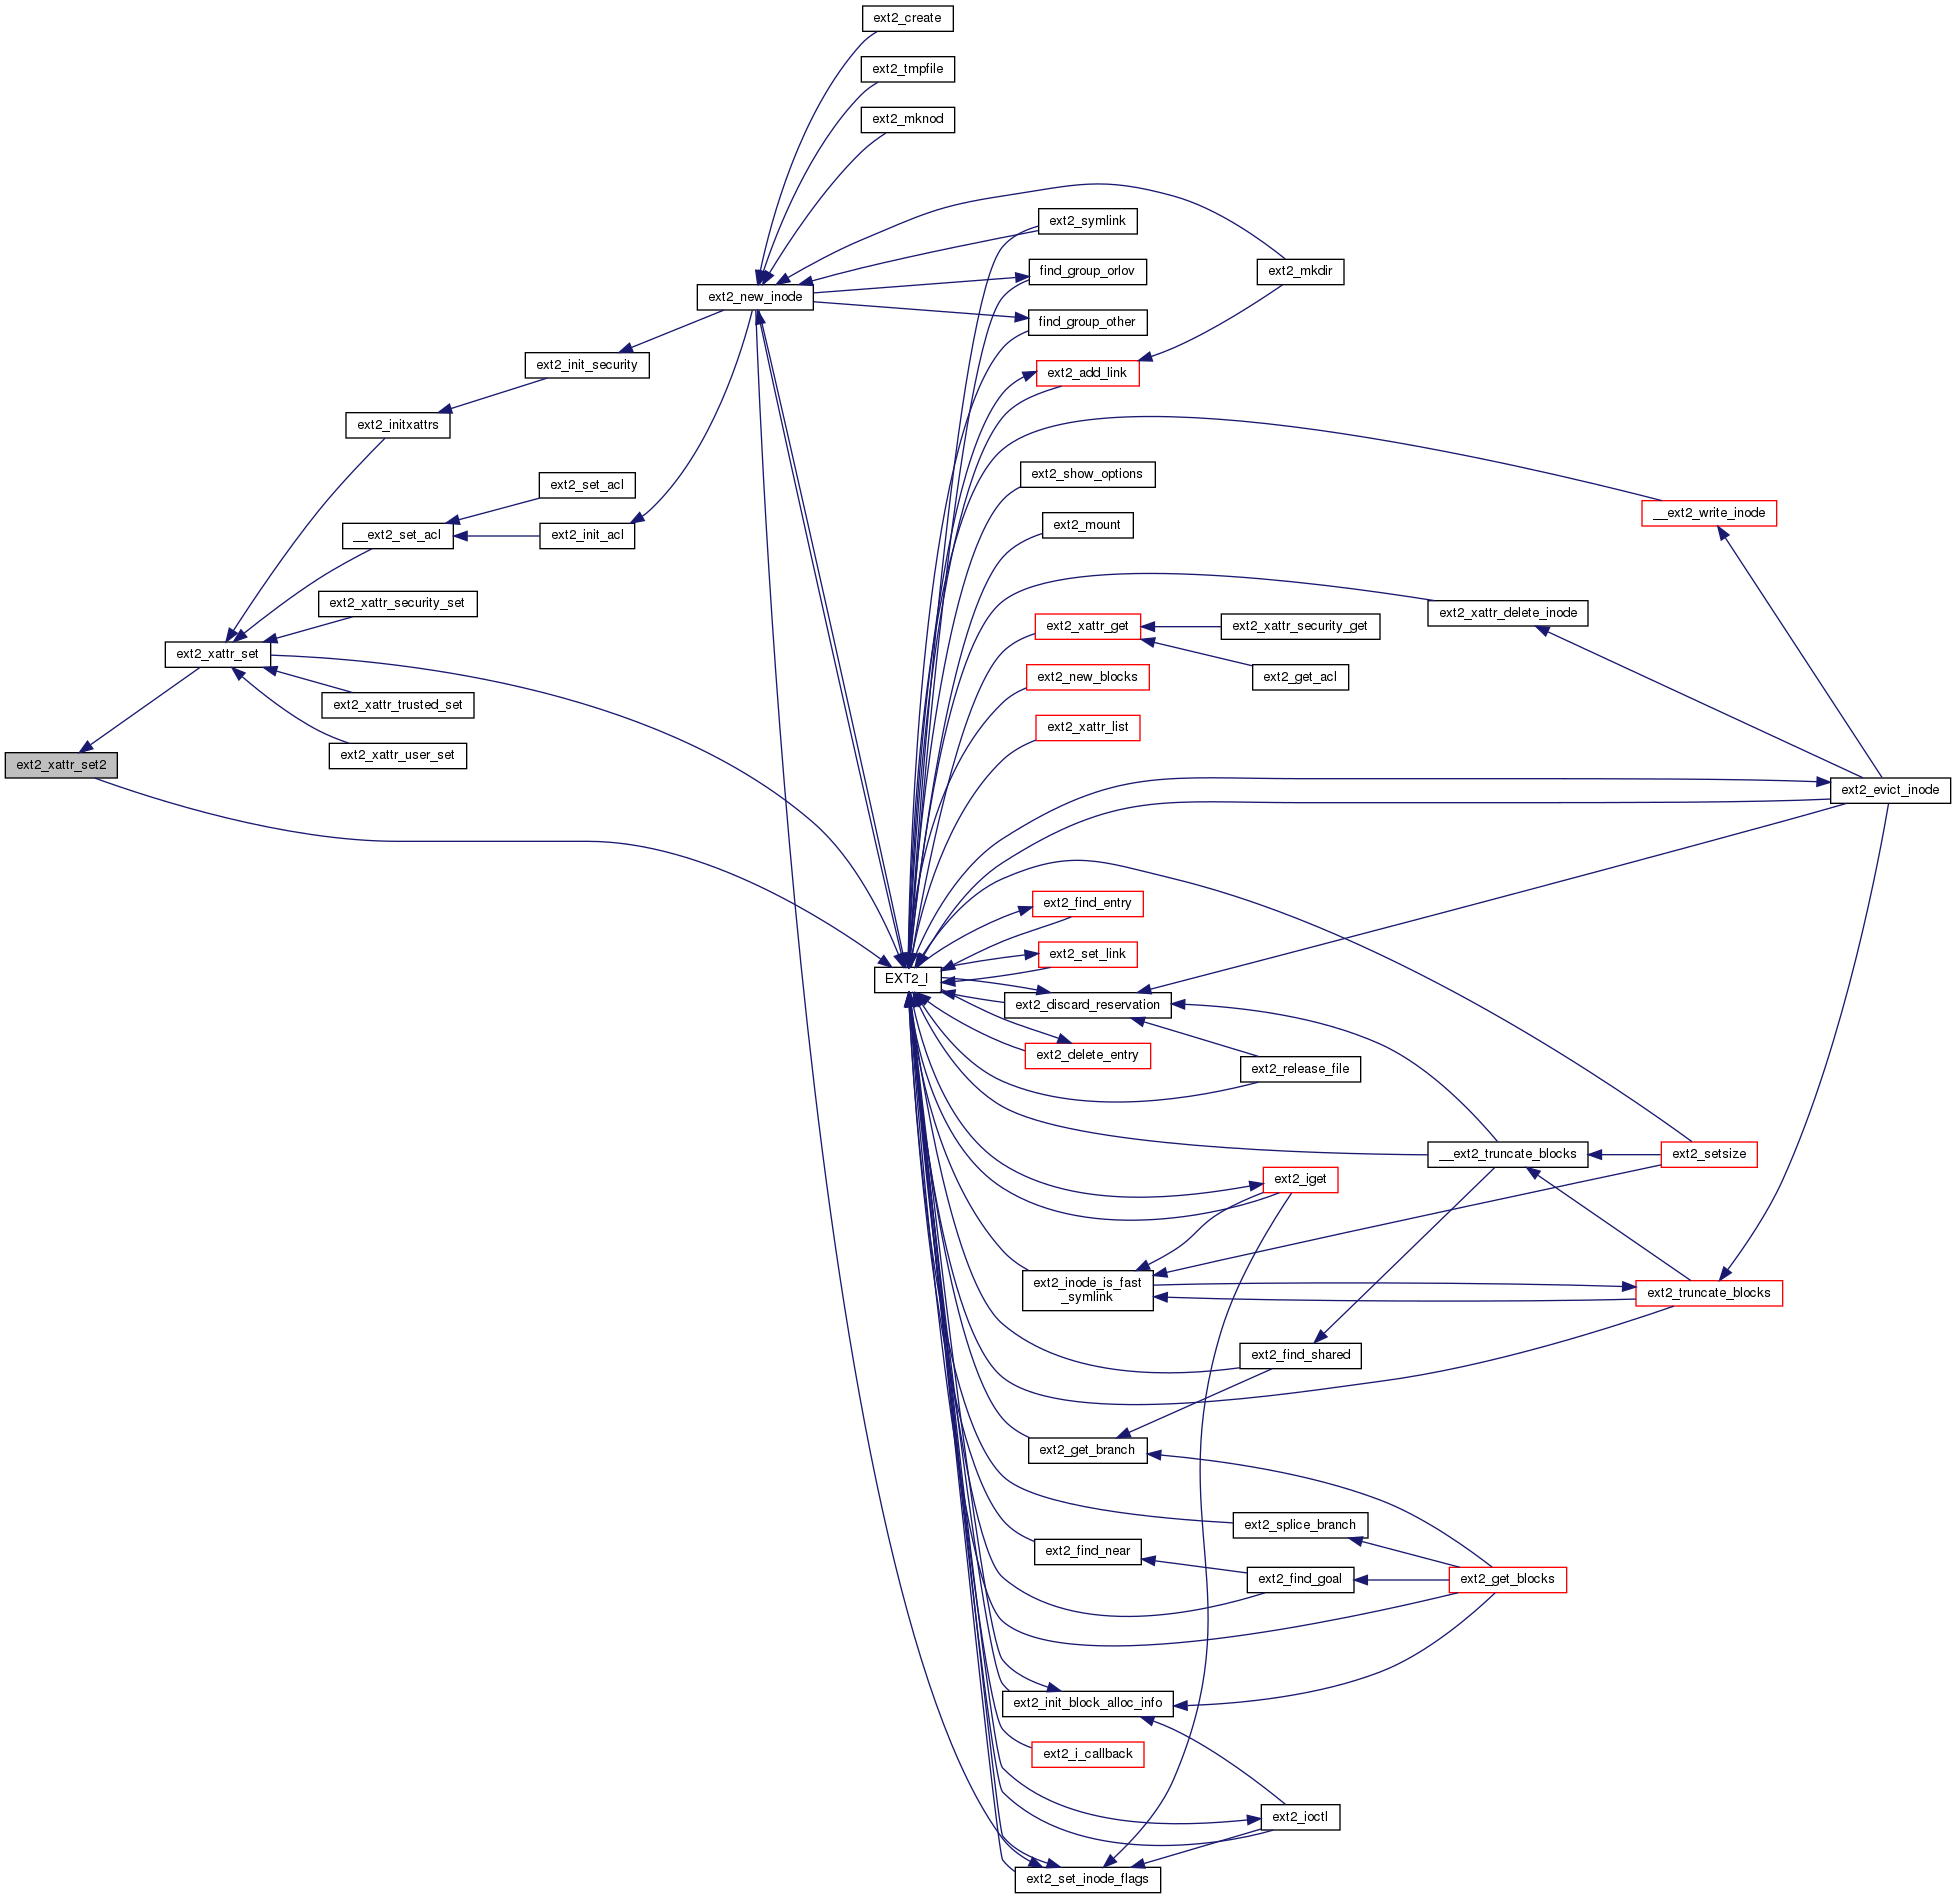 ext2_create
ext2_tmpfile
ext2_mknod
ext2_symlink
find_group_orlov
ext2_mkdir
ext2_new_inode
find_group_other
ext2_init_security
ext2_add_link
ext2_initxattrs
ext2_show_options
ext2_set_acl
__ext2_write_inode
ext2_mount
__ext2_set_acl
ext2_init_acl
ext2_xattr_security_set
ext2_xattr_delete_inode
ext2_xattr_get
ext2_xattr_security_get
ext2_xattr_set
ext2_new_blocks
ext2_get_acl
ext2_xattr_trusted_set
ext2_xattr_list
ext2_xattr_user_set
ext2_xattr_set2
ext2_evict_inode
ext2_find_entry
ext2_set_link
EXT2_I
ext2_discard_reservation
ext2_delete_entry
ext2_release_file
__ext2_truncate_blocks
ext2_setsize
ext2_iget
ext2_inode_is_fast
_symlink
ext2_truncate_blocks
ext2_find_shared
ext2_get_branch
ext2_splice_branch
ext2_find_near
ext2_find_goal
ext2_get_blocks
ext2_init_block_alloc_info
ext2_i_callback
ext2_ioctl
ext2_set_inode_flags